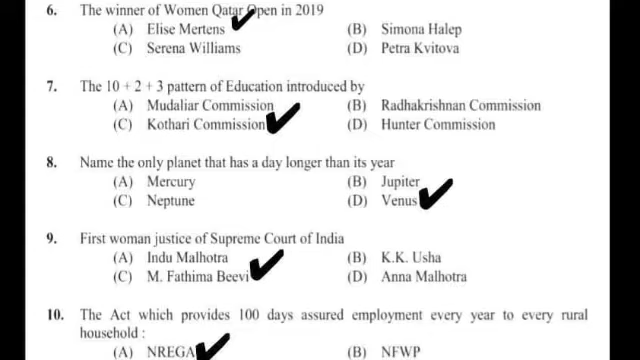 6. The winner of Women Qatar Open in 2019
(A) Elise Mertens (B) Simona Halep
(C) Serena Williams (D) Petra Kvitova
7. The 10 + 2 + 3 pattern of Education introduced by
(A) Mudaliar Commission (B) Radhakrishnan Commission
(C) Kothari Commission (D) Hunter Commission
8. Name the only planet that has a day longer than its year
(A) Mercury (B) Jupiter
(C) Neptune (D) Venus
9. First woman justice of Supreme Court of India
(A) Indu Malhotra (B) K.K. Usha
(C) M. Fathima Beevi (D) Anna Malhotra
10. The Act which provides 100 days assured employment every year to every rural
household :
(A) NREGA (B) NFWP